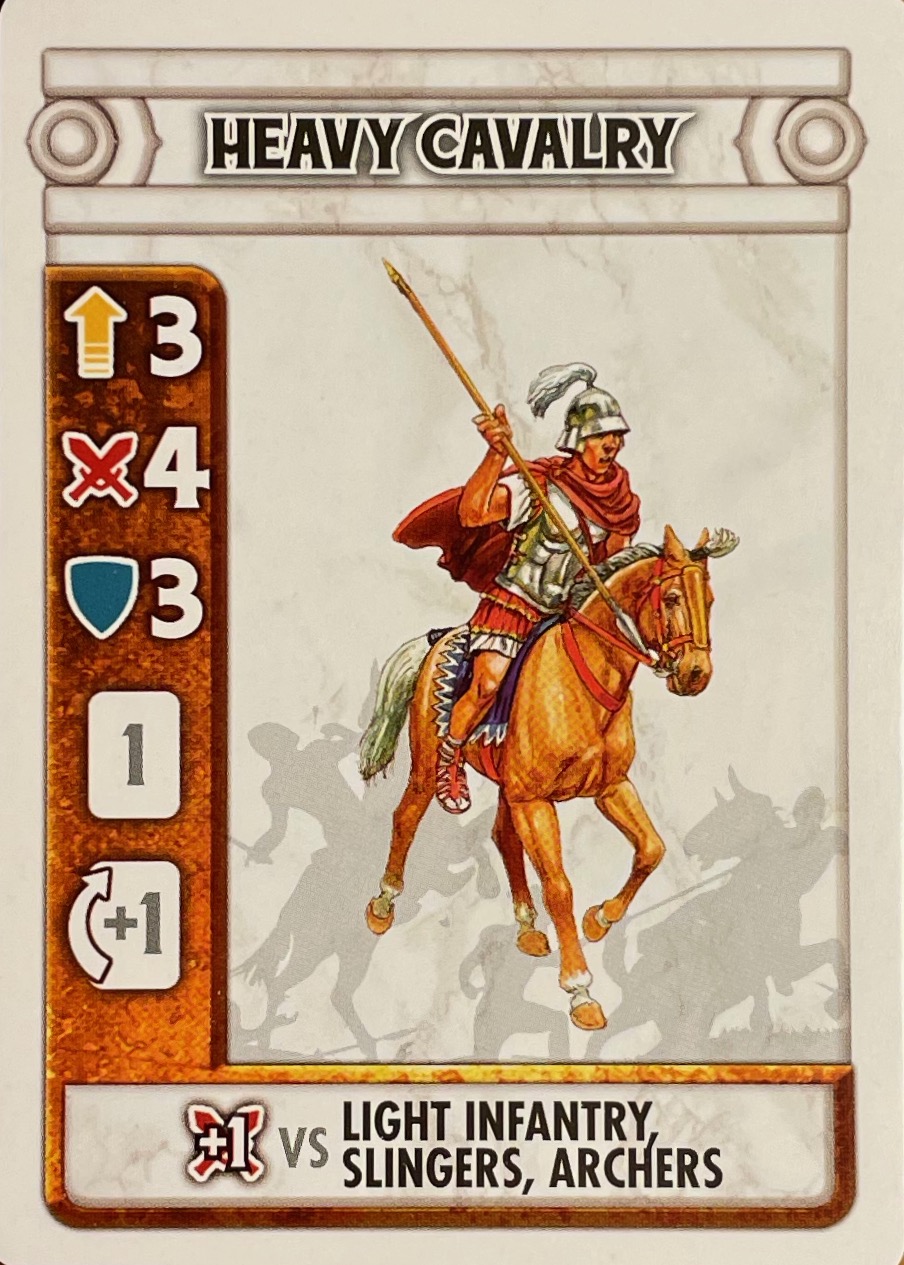 HEAVY CAVALRY
3
4
3
1
+1
+1 VS LIGHT INFANTRY,
SLINGERS, ARCHERS